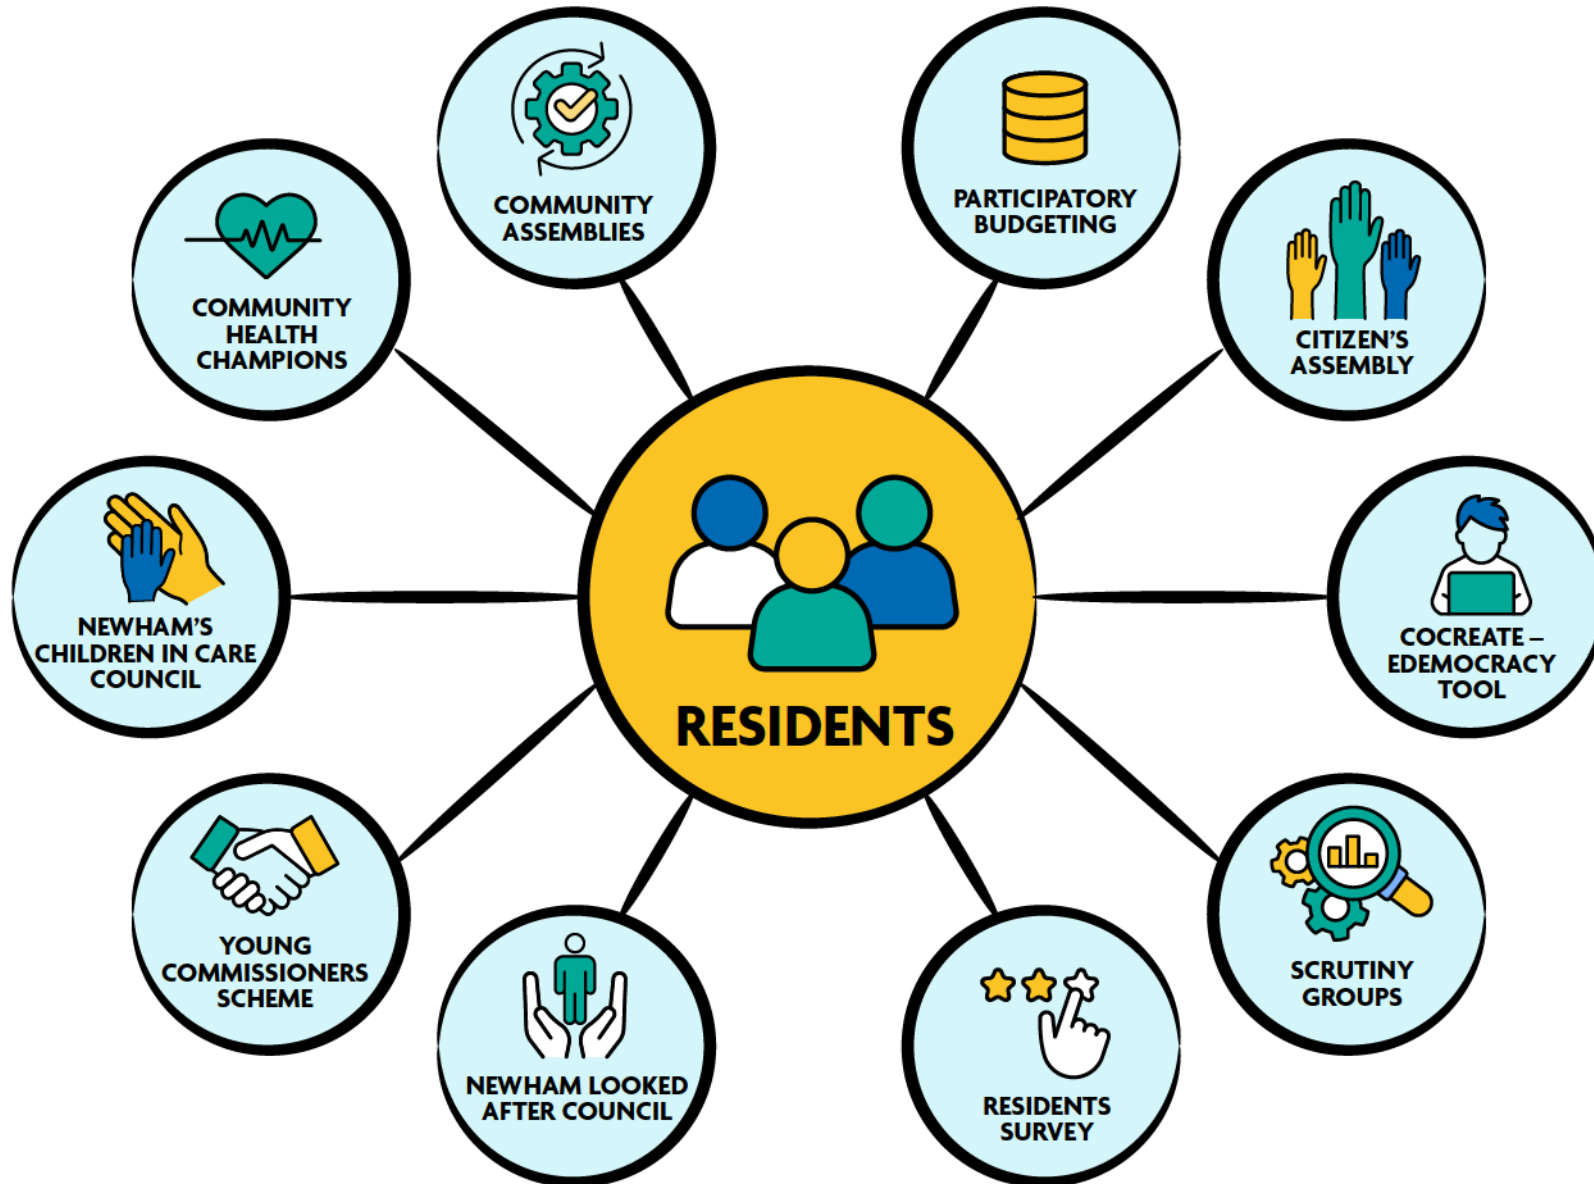 COMMUNITY
ASSEMBLIES
PARTICIPATORY
BUDGETING
COMMUNITY
HEALTH
CHAMPIONS
CITIZEN'S
ASSEMBLY
NEWHAM'S
CHILDREN IN CARE
COUNCIL
RESIDENTS
COCREATE –
EDEMOCRACY
TOOL
YOUNG
COMMISSIONERS
SCHEME
SCRUTINY
GROUPS
NEWHAM LOOKED
AFTER COUNCIL
RESIDENTS
SURVEY